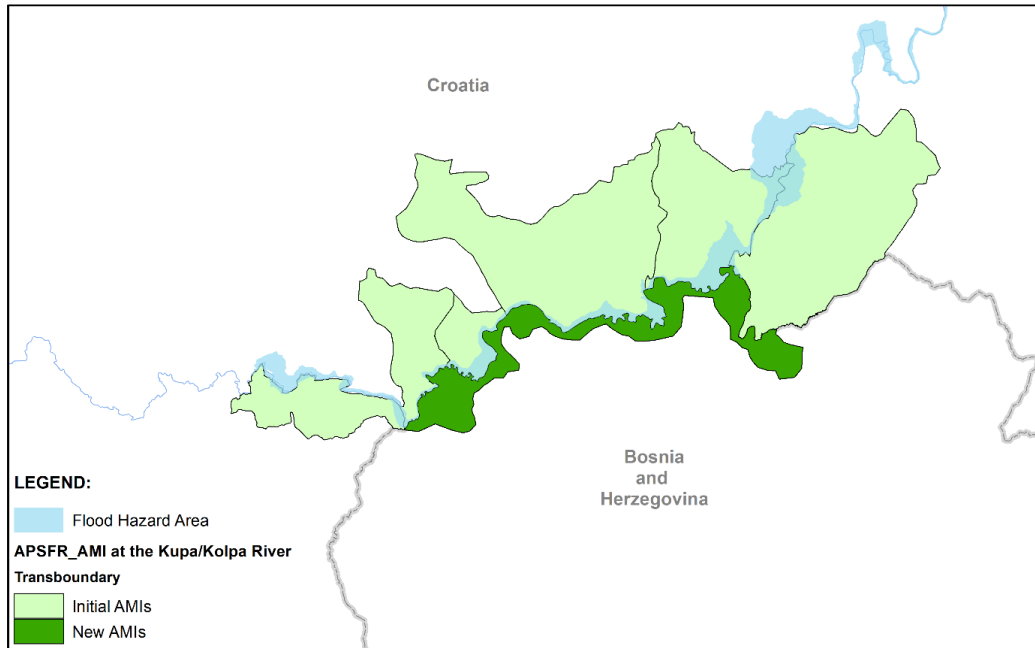 Croatia
Bosnia
and
Herzegovina
LEGEND:
Flood Hazard Area
APSFR_AMI at the Kupa/Kolpa River
Transboundary
Initial AMIs
New AMIs